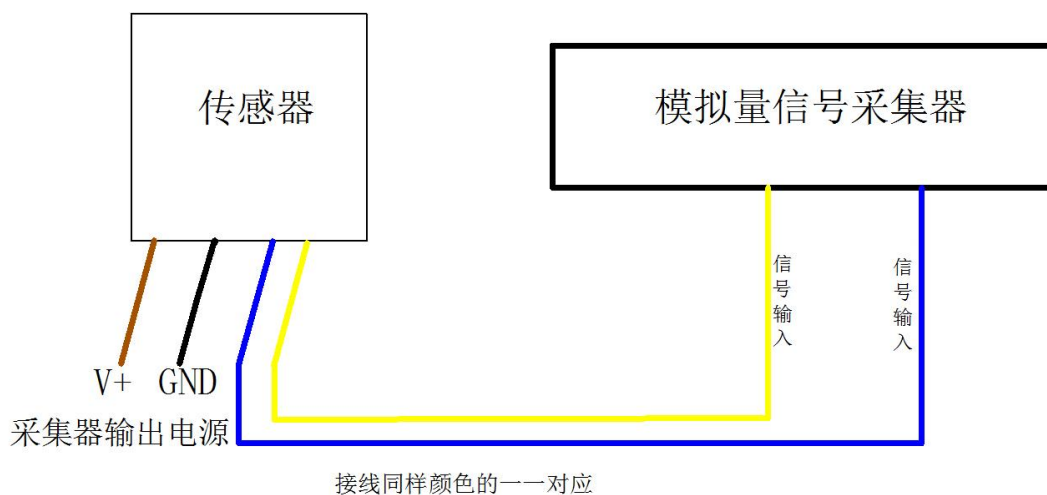 传感器
模拟量信号采集器
信号输入
信号输入
V+ GND
采集器输出电源
接线同样颜色的一一对应